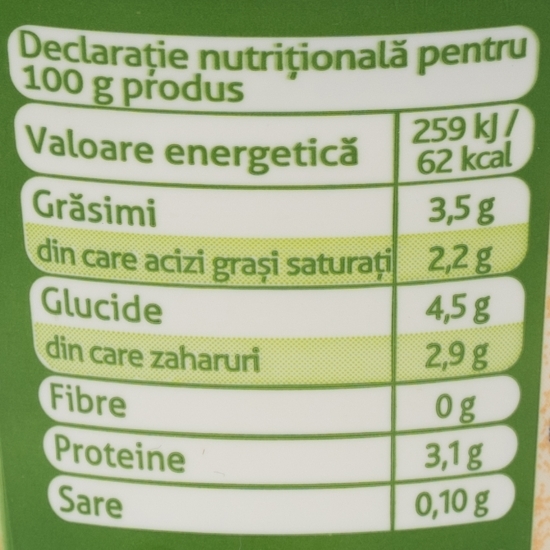 Declarație nutrițională pentru
100 g produs
Valoare energetică
259 kJ /
62 kcal
Grăsimi 3,5 g
din care acizi grași saturați 2,2 g
Glucide 4,5 g
din care zaharuri 2,9 g
Fibre 0 g
Proteine 3,1 g
Sare 0,10 g